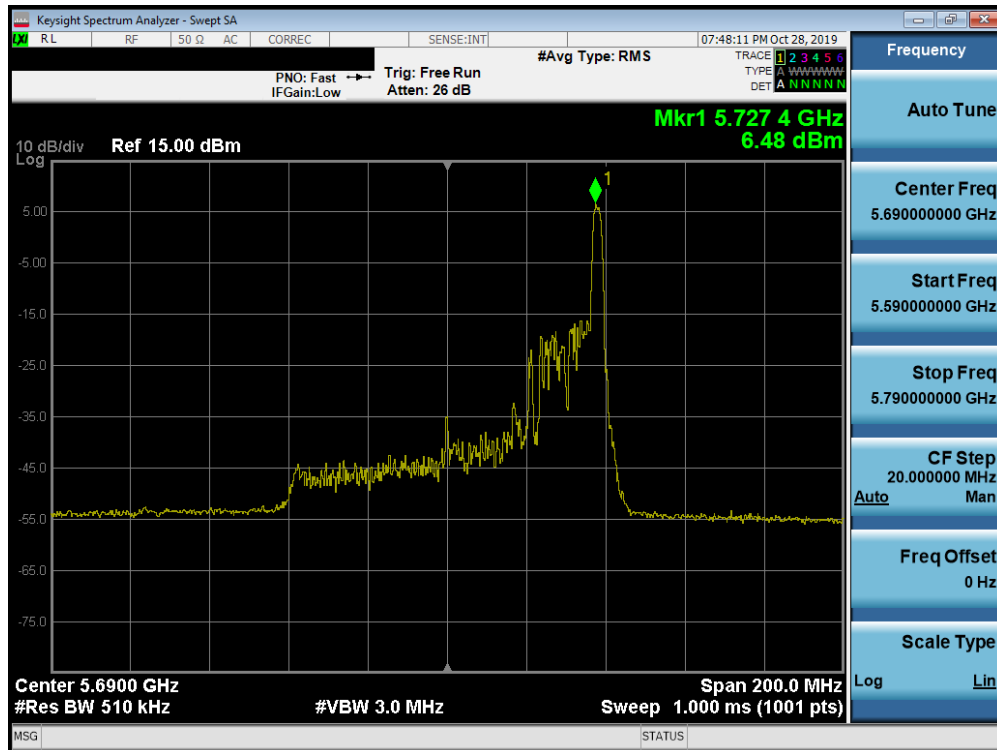 Keysight Spectrum Analyzer - Swept SA
LXI RL RF 50 Ω AC CORREC SENSE:INT 07:48:11 PM Oct 28, 2019
#Avg Type: RMS
TRACE 1 2 3 4 5 6
PNO: Fast Trig: Free Run
TYPE A WWWWW
IFGain:Low Atten: 26 dB
DET A N N N N N
Mkr1 5.727 4 GHz
6.48 dBm
10 dB/div Ref 15.00 dBm
Log
1
5.00
-5.00
-15.0
-25.0
-35.0
-45.0
-55.0
-65.0
-75.0
Center 5.6900 GHz Span 200.0 MHz
#Res BW 510 kHz #VBW 3.0 MHz Sweep 1.000 ms (1001 pts)
MSG STATUS
Frequency
Auto Tune
Center Freq
5.690000000 GHz
Start Freq
5.590000000 GHz
Stop Freq
5.790000000 GHz
CF Step
20.000000 MHz
Auto Man
Freq Offset
0 Hz
Scale Type
Log Lin